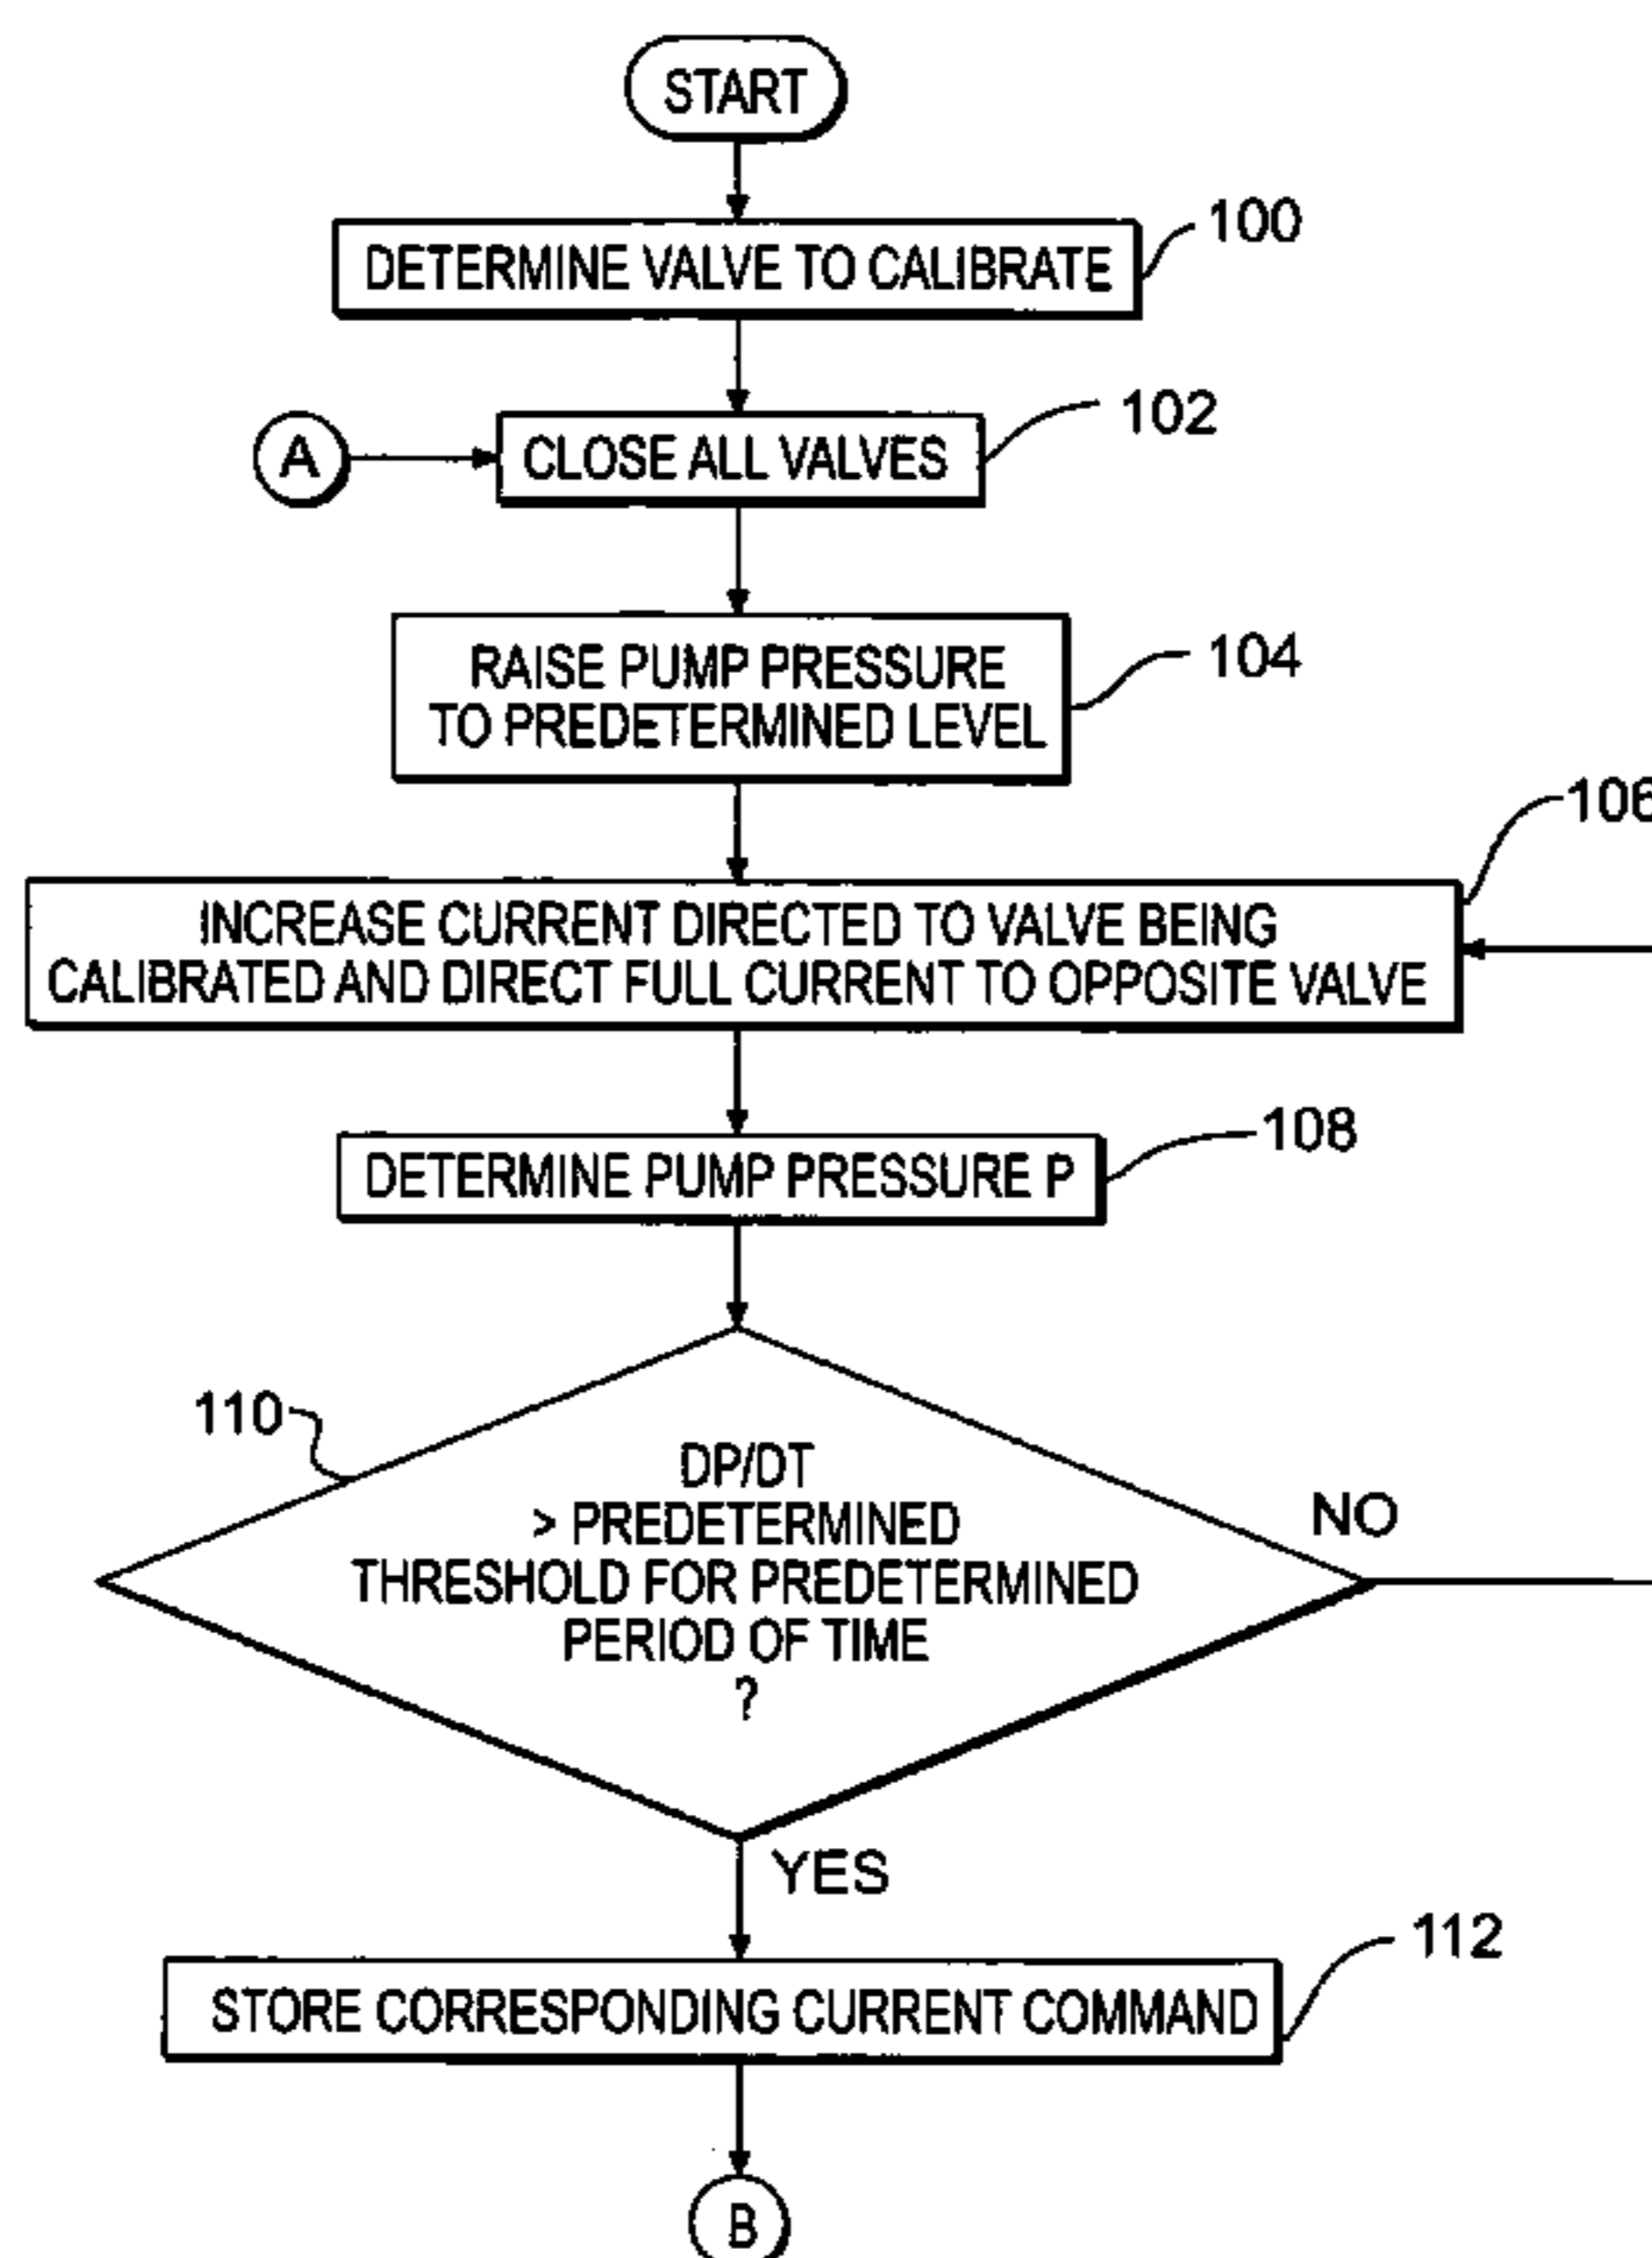 START
DETERMINE VALVE TO CALIBRATE
100
A
CLOSE ALL VALVES
102
RAISE PUMP PRESSURE
TO PREDETERMINED LEVEL
104
106
INCREASE CURRENT DIRECTED TO VALVE BEING
CALIBRATED AND DIRECT FULL CURRENT TO OPPOSITE VALVE
DETERMINE PUMP PRESSURE P
108
110
DP/DT
> PREDETERMINED
THRESHOLD FOR PREDETERMINED
PERIOD OF TIME
?
NO
YES
STORE CORRESPONDING CURRENT COMMAND
112
B